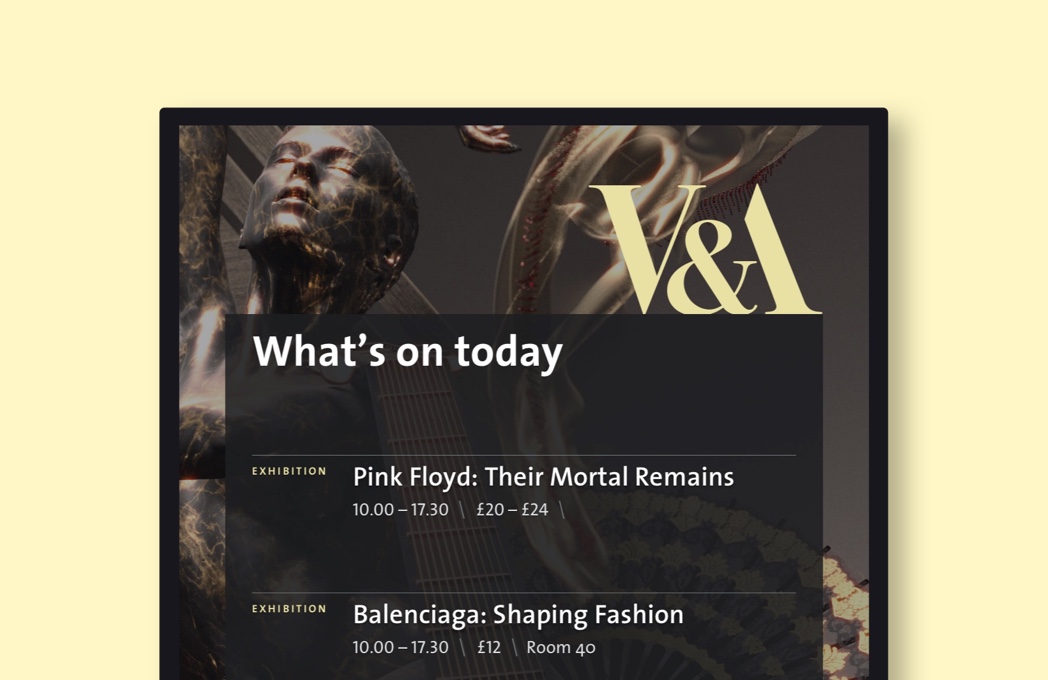 V&A
What’s on today
EXHIBITION
Pink Floyd: Their Mortal Remains
10.00 – 17.30 \ £20 – £24 \
EXHIBITION
Balenciaga: Shaping Fashion
10.00 – 17.30 \ £12 \ Room 40